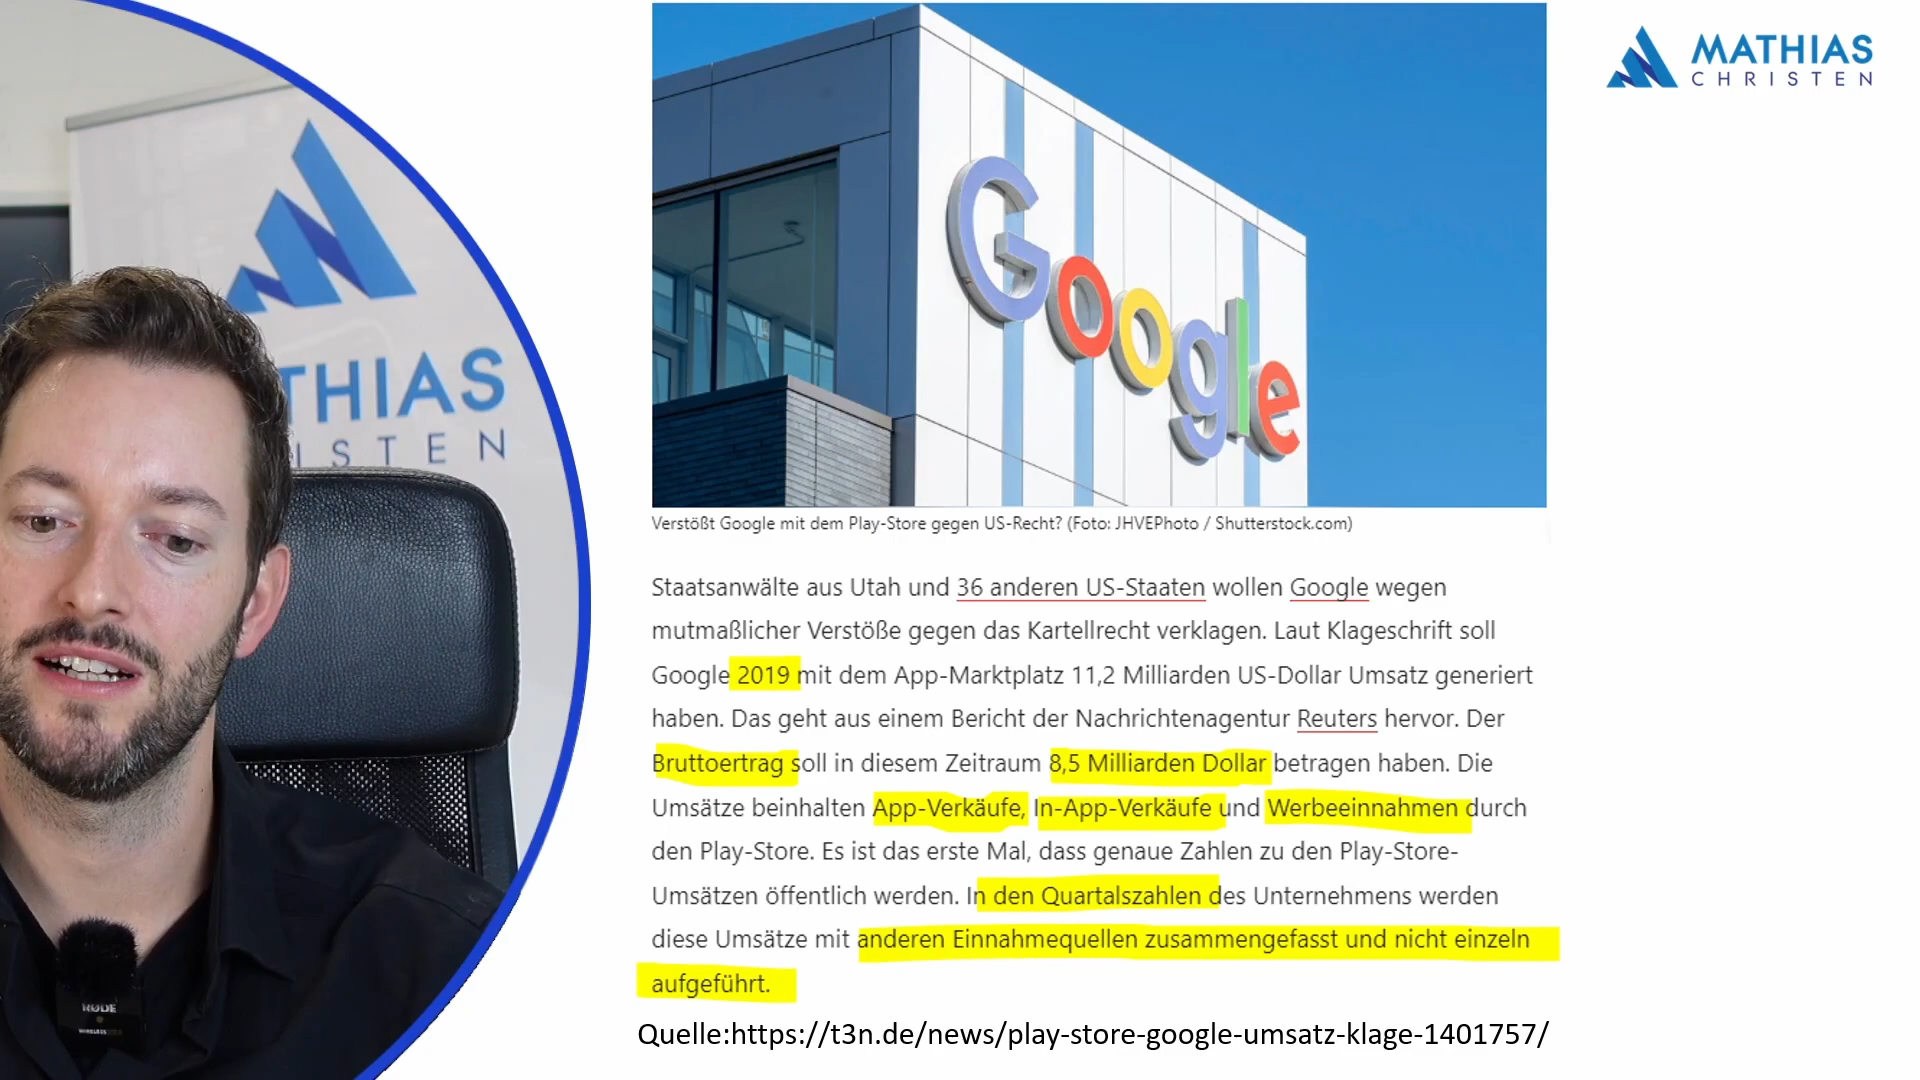 MATHIAS
CHRISTEN
THIAS
ISTEN
Google
Verstößt Google mit dem Play-Store gegen US-Recht? (Foto: JHVEPhoto / Shutterstock.com)
Staatsanwälte aus Utah und 36 anderen US-Staaten wollen Google wegen
mutmaßlicher Verstöße gegen das Kartellrecht verklagen. Laut Klageschrift soll
Google 2019 mit dem App-Marktplatz 11,2 Milliarden US-Dollar Umsatz generiert
haben. Das geht aus einem Bericht der Nachrichtenagentur Reuters hervor. Der
Bruttoertrag soll in diesem Zeitraum 8,5 Milliarden Dollar betragen haben. Die
Umsätze beinhalten App-Verkäufe, In-App-Verkäufe und Werbeeinnahmen durch
den Play-Store. Es ist das erste Mal, dass genaue Zahlen zu den Play-Store-
Umsätzen öffentlich werden. In den Quartalszahlen des Unternehmens werden
diese Umsätze mit anderen Einnahmequellen zusammengefasst und nicht einzeln
aufgeführt.
RØDE
Quelle:https://t3n.de/news/play-store-google-umsatz-klage-1401757/